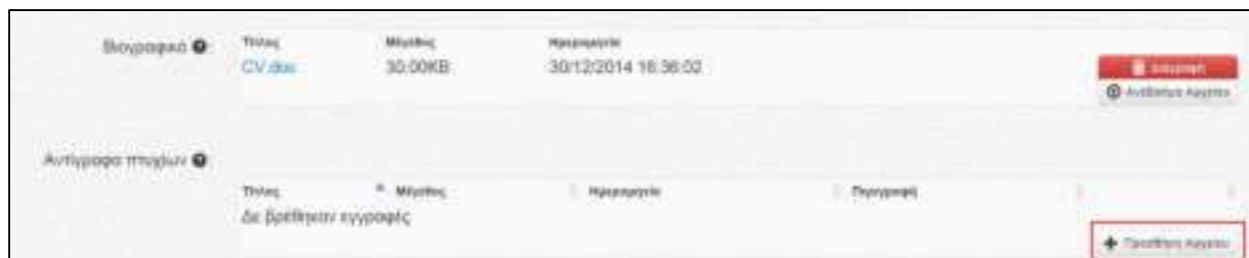 Βιογραφικό
Τίτλος Μέγεθος Ημερομηνία
CV.doc 30,00KB 30/12/2014 16:36:02
Διαγραφή
Ανέβασμα Αρχείου
Αντίγραφα πτυχίων
Τίτλος Μέγεθος Ημερομηνία Περιγραφή
Δε βρέθηκαν εγγραφές
Προσθήκη Αρχείου